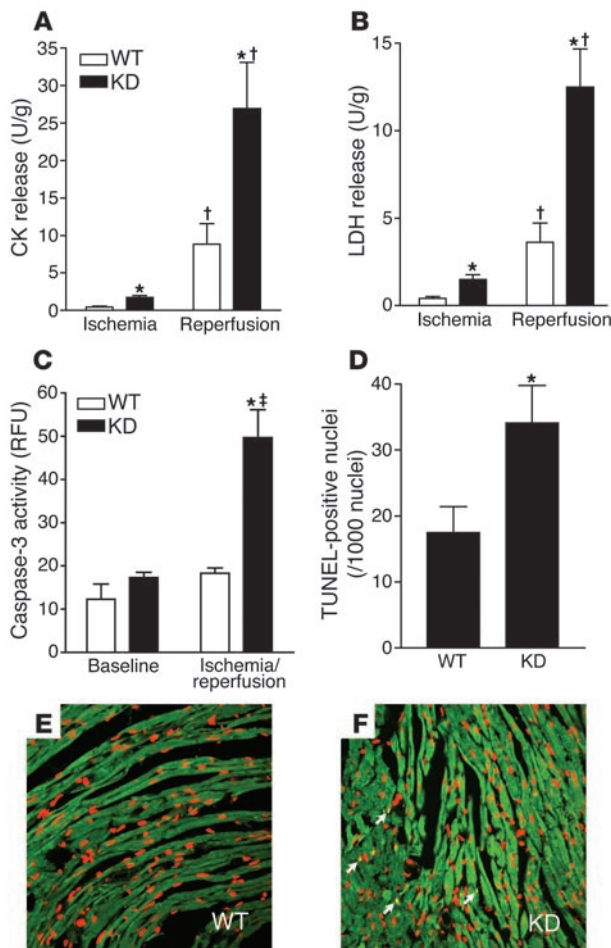 A
WT
KD
CK release (U/g)
35
30
25
20
15
10
5
0
†
*
*†
Ischemia
Reperfusion
B
LDH release (U/g)
15
10
5
0
†
*
*†
Ischemia
Reperfusion
C
WT
KD
Caspase-3 activity (RFU)
60
50
40
30
20
10
0
*‡
Baseline
Ischemia/
reperfusion
D
TUNEL-positive nuclei
(/1000 nuclei)
40
30
20
10
0
*
WT
KD
E
WT
F
KD